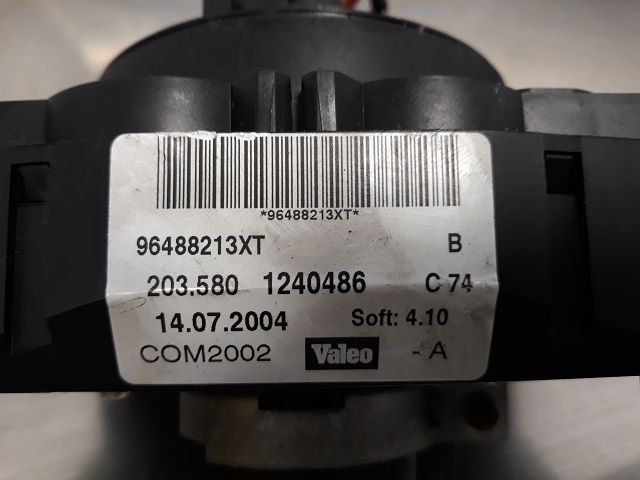 *96488213XT*
96488213XT B
203.580 1240486 C 74
14.07.2004 Soft: 4.10
COM2002 Valeo - A